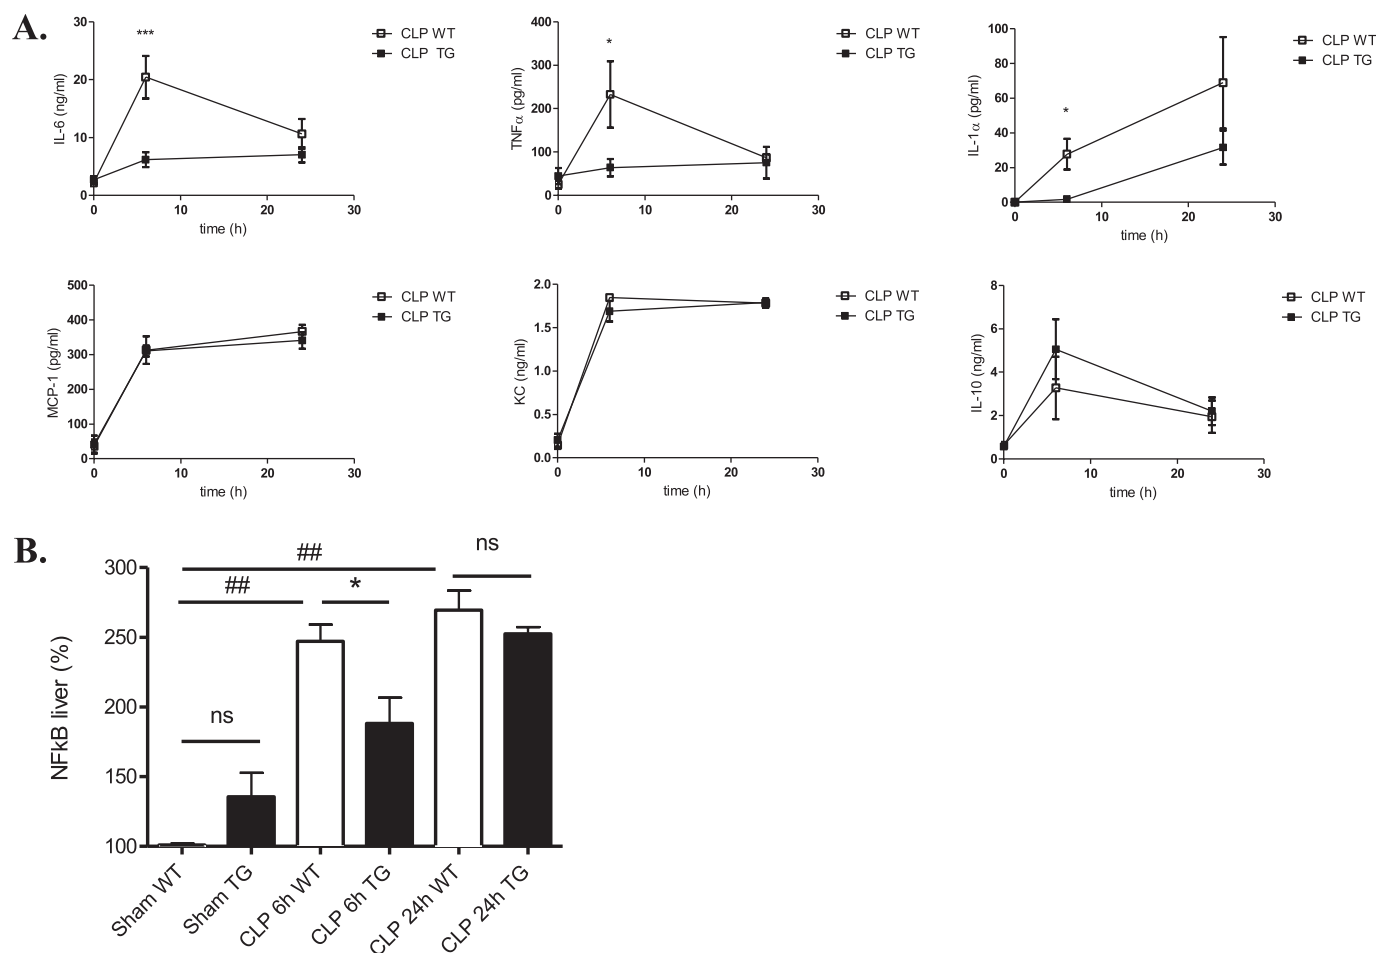 A.
IL-6 (ng/ml)
30
20
10
0
***
0 10 20 30
time (h)
CLP WT
CLP TG
TNFα (pg/ml)
400
300
200
100
0
*
0 10 20 30
time (h)
CLP WT
CLP TG
IL-1α (pg/ml)
100
80
60
40
20
0
*
0 10 20 30
time (h)
CLP WT
CLP TG
MCP-1 (pg/ml)
500
400
300
200
100
0
0 10 20 30
time (h)
CLP WT
CLP TG
KC (ng/ml)
2.0
1.5
1.0
0.5
0.0
0 10 20 30
time (h)
CLP WT
CLP TG
IL-10 (ng/ml)
8
6
4
2
0
0 10 20 30
time (h)
CLP WT
CLP TG
B.
NFkB liver (%)
300
250
200
150
100
##
ns
##
*
ns
Sham WT
Sham TG
CLP 6h WT
CLP 6h TG
CLP 24h WT
CLP 24h TG